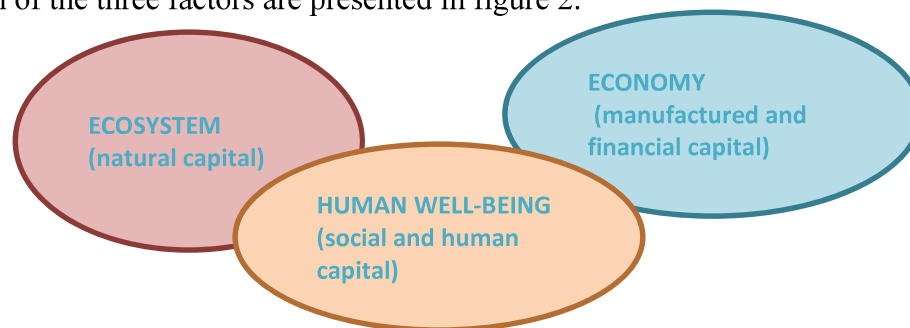 of the three factors are presented in figure 2.
ECOSYSTEM
(natural capital)
ECONOMY
(manufactured and
financial capital)
HUMAN WELL-BEING
(social and human
capital)